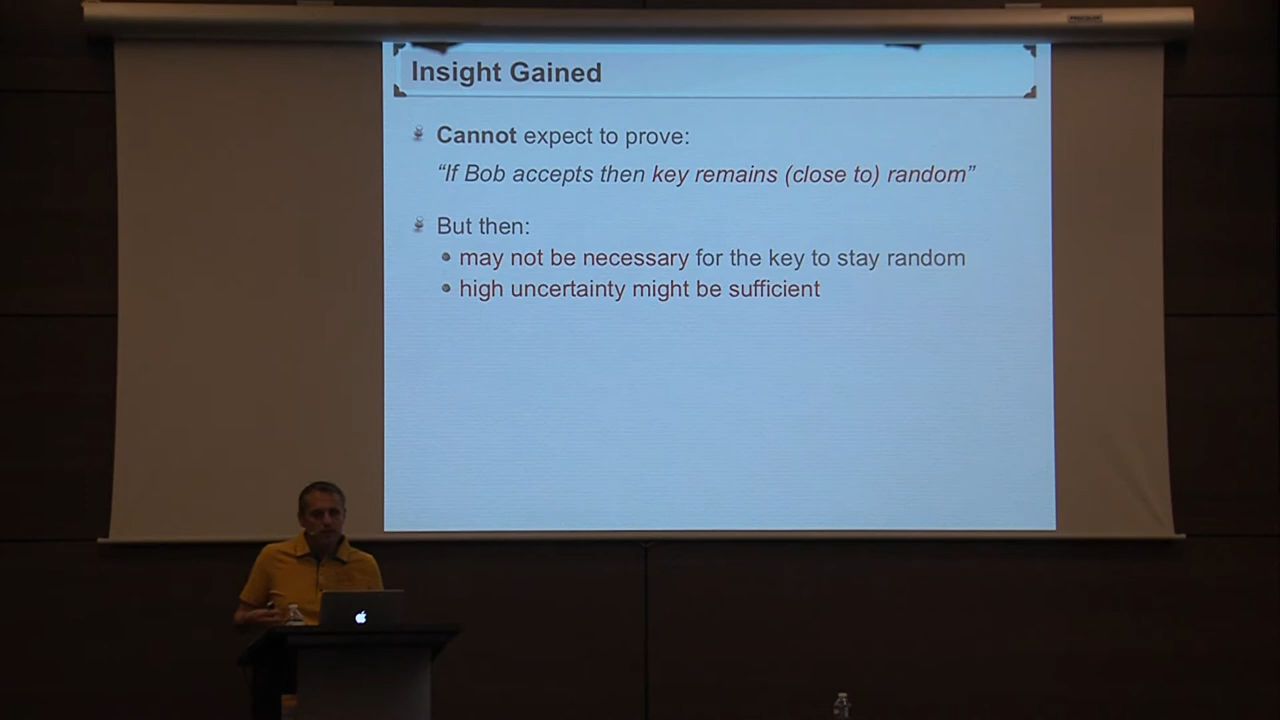 Insight Gained
Cannot expect to prove:
“If Bob accepts then key remains (close to) random”
But then:
may not be necessary for the key to stay random
high uncertainty might be sufficient